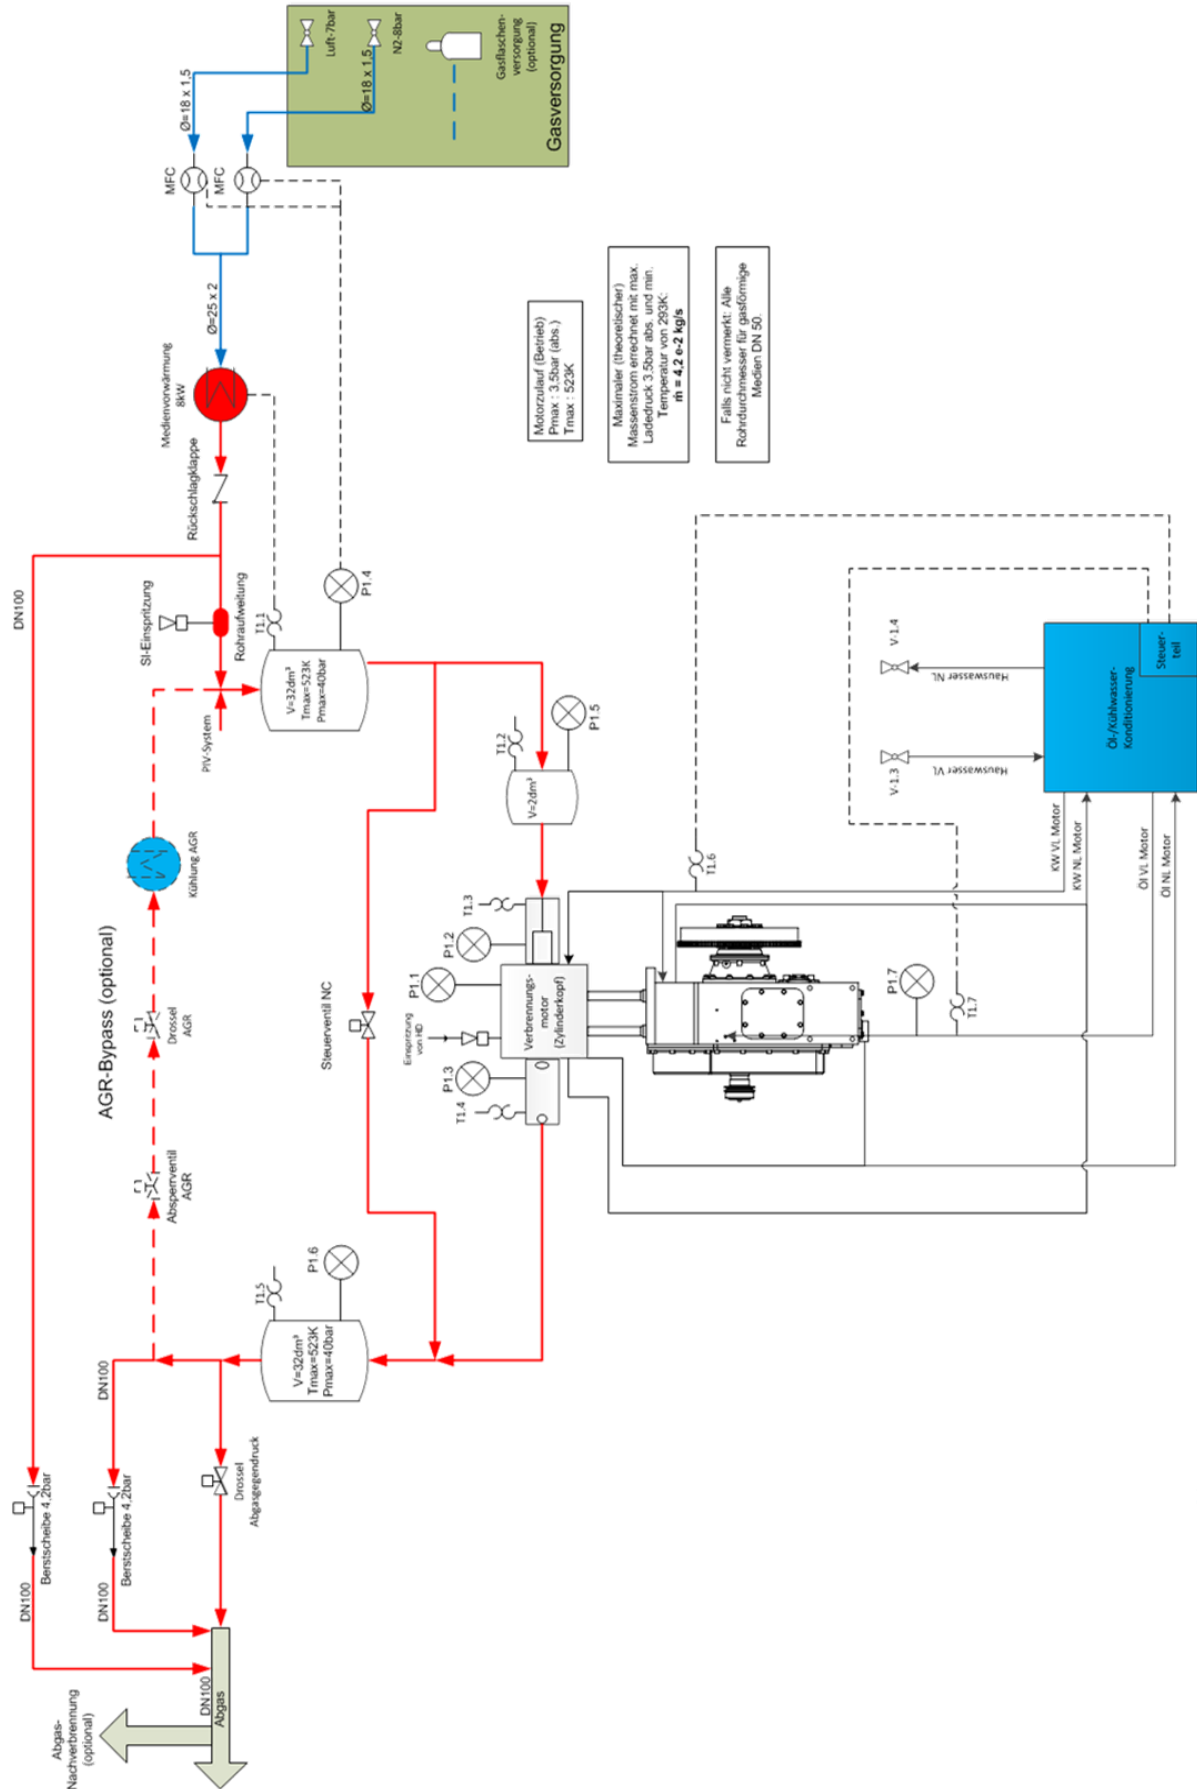 Abgas-
Nachverbrennung
(optional)
DN100
Abgas
DN100
Berstscheibe 4,2bar
DN100
DN100
Berstscheibe 4,2bar
DN100
Drossel
Abgasgegendruck
AGR-Bypass (optional)
Absperrventil
AGR
Drossel
AGR
Kühlung AGR
PIV-System
SI-Einspritzung
Rohraufweitung
Rückschlagklappe
Medienvorwärmung
8kW
Ø=25 x 2
MFC
MFC
Ø=18 x 1,5
Ø=18 x 1,5
Luft-7bar
N2-8bar
Gasflaschen-
versorgung
(optional)
Gasversorgung
V=32dm³
Tmax=523K
Pmax=40bar
T1.5
P1.6
V=32dm³
Tmax=523K
Pmax=40bar
T1.1
P1.4
Steuerventil NC
V=2dm³
T1.2
P1.5
T1.4
P1.3
Einspritzung
von HD
P1.1
P1.2
T1.3
Verbrennungs-
motor
(Zylinderkopf)
Motorzulauf (Betrieb)
Pmax : 3,5bar (abs.)
Tmax : 523K
Maximaler (theoretischer)
Massenstrom errechnet mit max.
Ladedruck 3,5bar abs. und min.
Temperatur von 293K:
ṁ = 4,2 e-2 kg/s
Falls nicht vermerkt: Alle
Rohrdurchmesser für gasförmige
Medien DN 50.
T1.6
P1.7
T1.7
V-1.3
Hauswasser VL
V-1.4
Hauswasser NL
KW VL Motor
KW NL Motor
Öl VL Motor
Öl NL Motor
Öl-/Kühlwasser-
Konditionierung
Steuer-
teil